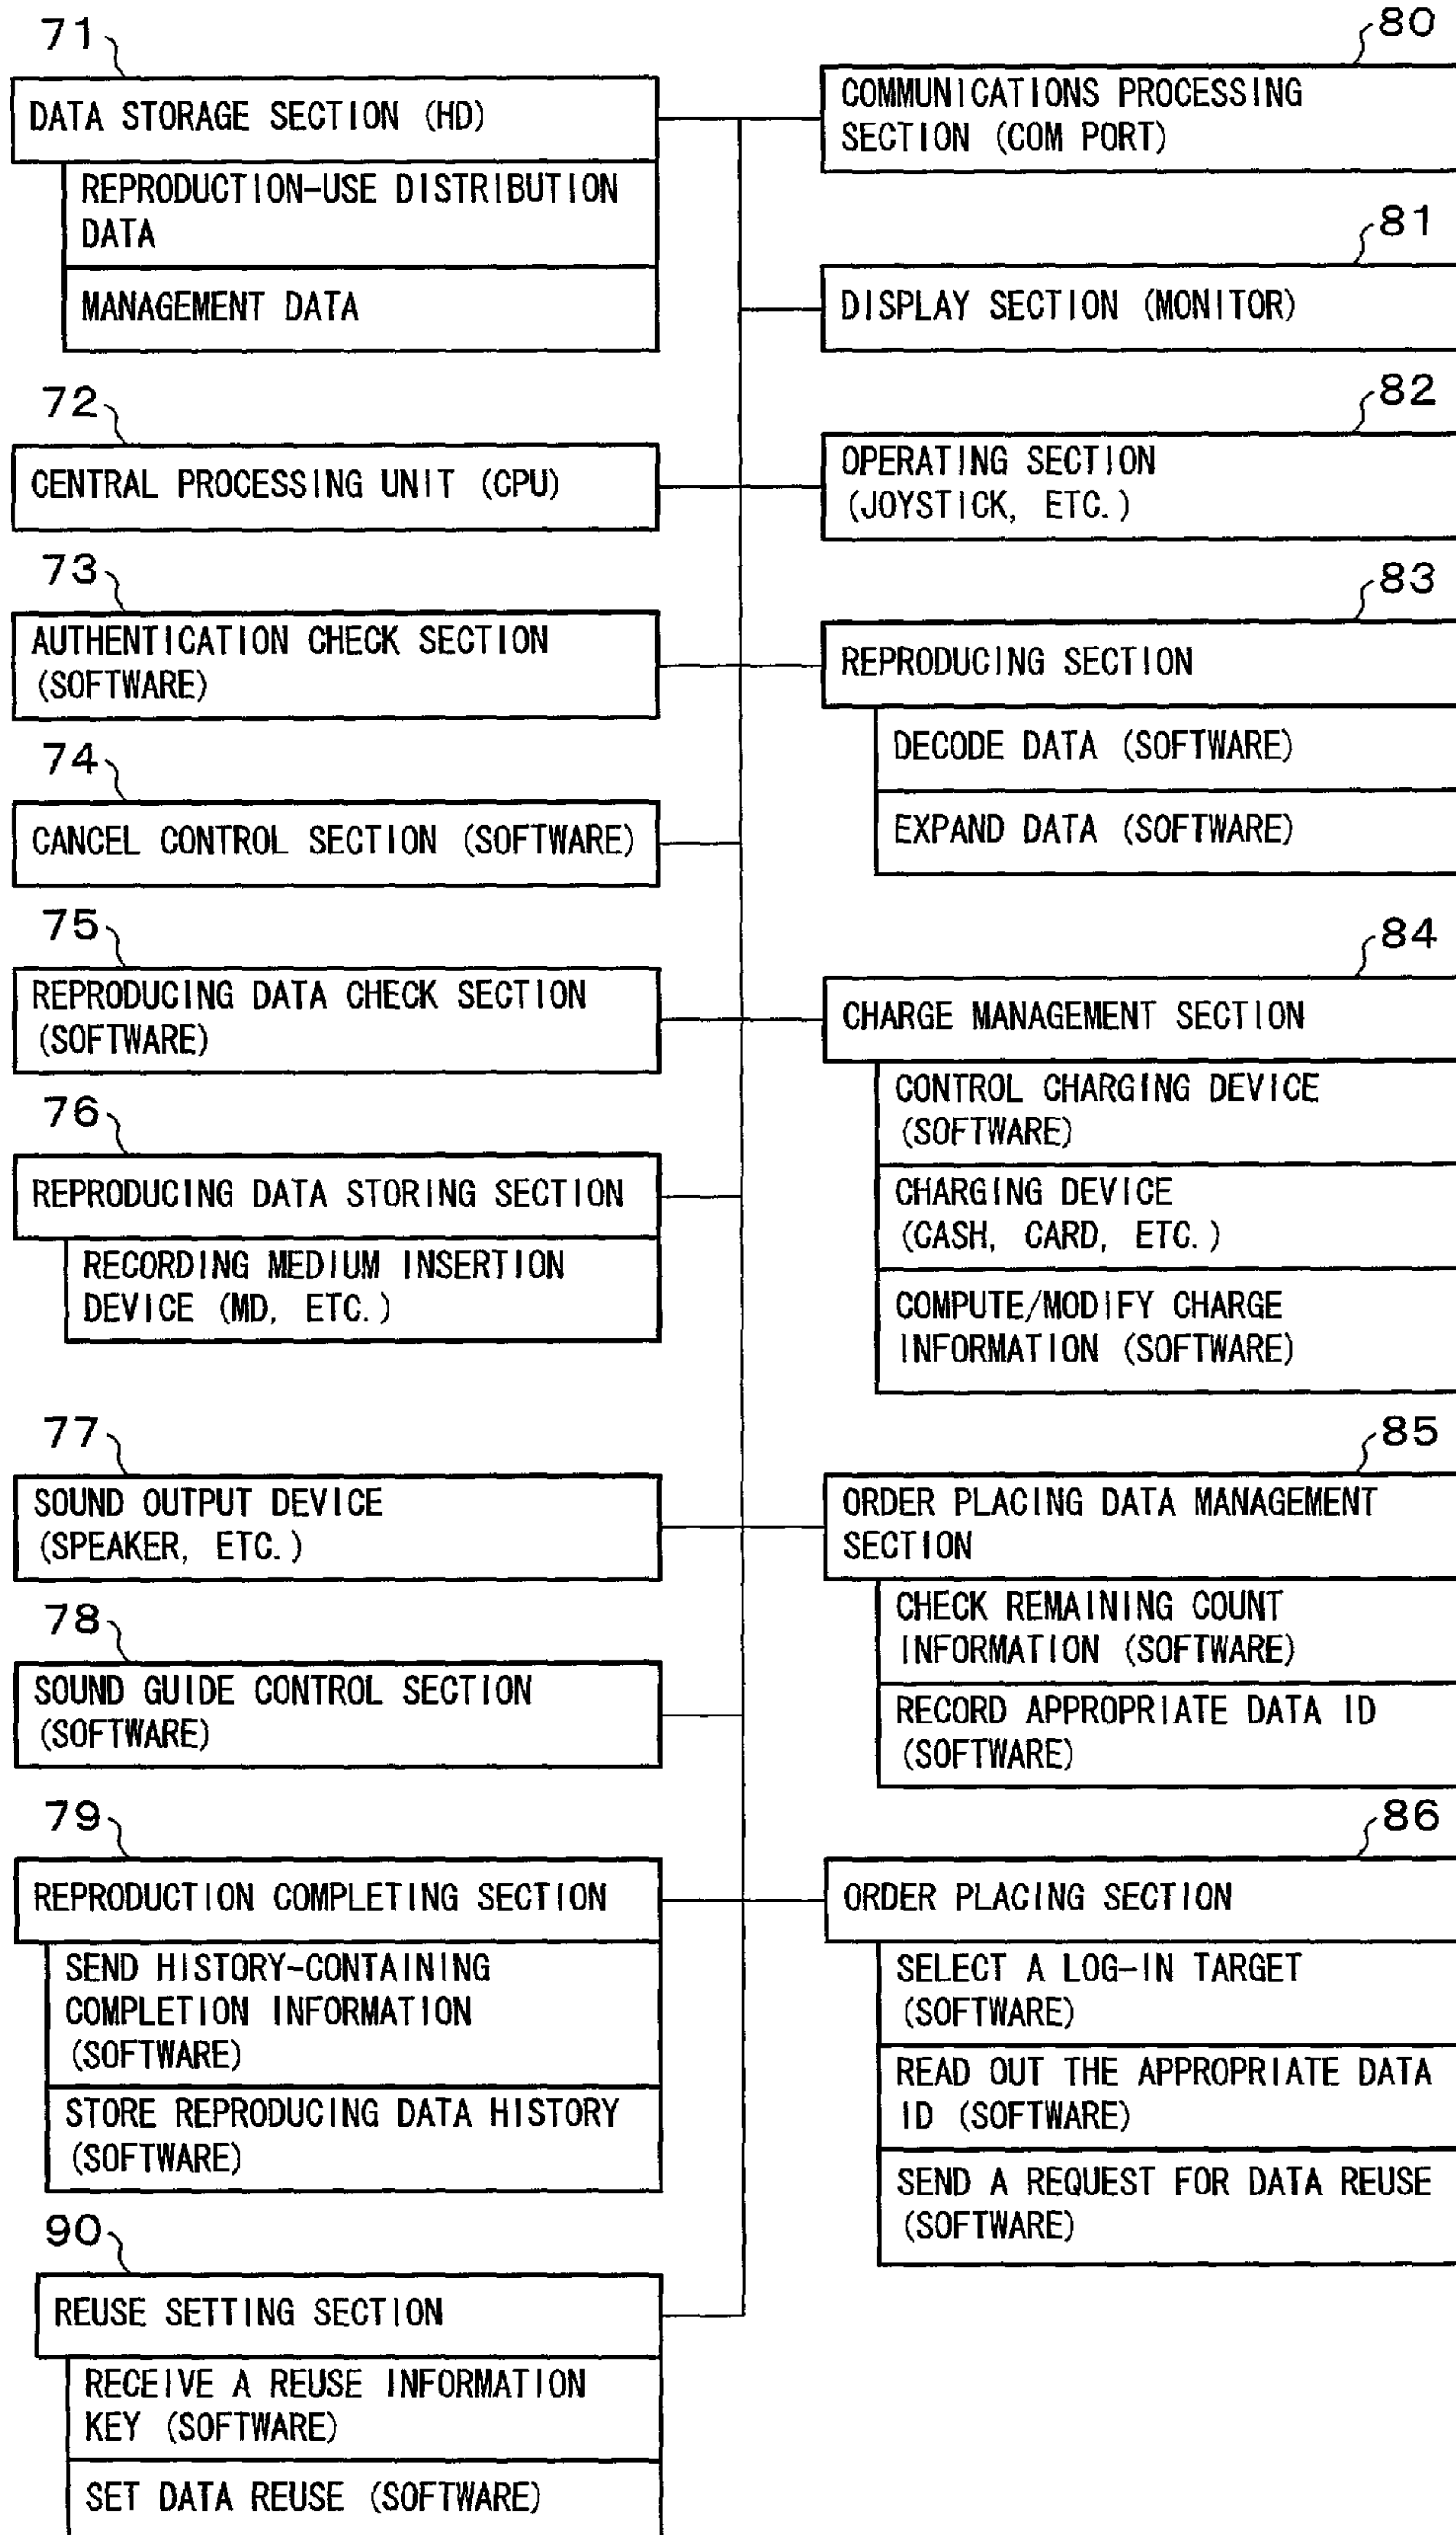 71
DATA STORAGE SECTION (HD)
REPRODUCTION-USE DISTRIBUTION
DATA
MANAGEMENT DATA
72
CENTRAL PROCESSING UNIT (CPU)
73
AUTHENTICATION CHECK SECTION
(SOFTWARE)
74
CANCEL CONTROL SECTION (SOFTWARE)
75
REPRODUCING DATA CHECK SECTION
(SOFTWARE)
76
REPRODUCING DATA STORING SECTION
RECORDING MEDIUM INSERTION
DEVICE (MD, ETC.)
77
SOUND OUTPUT DEVICE
(SPEAKER, ETC.)
78
SOUND GUIDE CONTROL SECTION
(SOFTWARE)
79
REPRODUCTION COMPLETING SECTION
SEND HISTORY-CONTAINING
COMPLETION INFORMATION
(SOFTWARE)
STORE REPRODUCING DATA HISTORY
(SOFTWARE)
90
REUSE SETTING SECTION
RECEIVE A REUSE INFORMATION
KEY (SOFTWARE)
SET DATA REUSE (SOFTWARE)
80
COMMUNICATIONS PROCESSING
SECTION (COM PORT)
81
DISPLAY SECTION (MONITOR)
82
OPERATING SECTION
(JOYSTICK, ETC.)
83
REPRODUCING SECTION
DECODE DATA (SOFTWARE)
EXPAND DATA (SOFTWARE)
84
CHARGE MANAGEMENT SECTION
CONTROL CHARGING DEVICE
(SOFTWARE)
CHARGING DEVICE
(CASH, CARD, ETC.)
COMPUTE/MODIFY CHARGE
INFORMATION (SOFTWARE)
85
ORDER PLACING DATA MANAGEMENT
SECTION
CHECK REMAINING COUNT
INFORMATION (SOFTWARE)
RECORD APPROPRIATE DATA ID
(SOFTWARE)
86
ORDER PLACING SECTION
SELECT A LOG-IN TARGET
(SOFTWARE)
READ OUT THE APPROPRIATE DATA
ID (SOFTWARE)
SEND A REQUEST FOR DATA REUSE
(SOFTWARE)